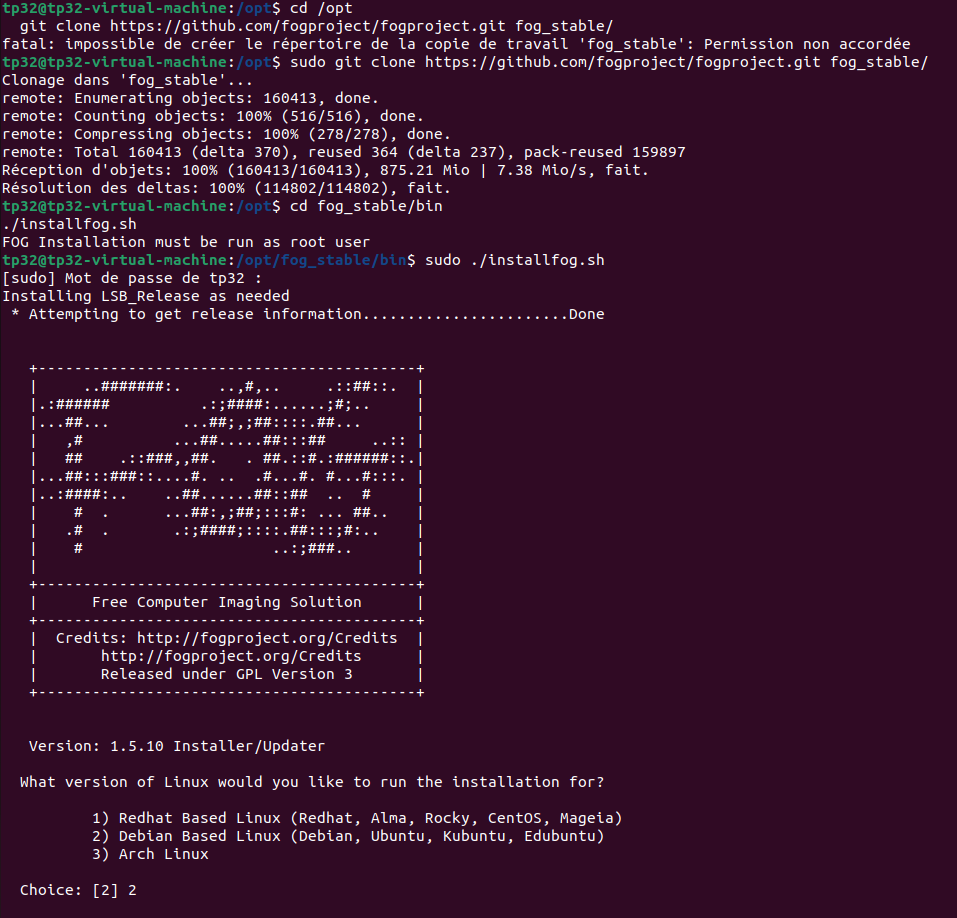 tp32@tp32-virtual-machine:/opt$ cd /opt
  git clone https://github.com/fogproject/fogproject.git fog_stable/
fatal: impossible de créer le répertoire de la copie de travail 'fog_stable': Permission non accordée
tp32@tp32-virtual-machine:/opt$ sudo git clone https://github.com/fogproject/fogproject.git fog_stable/
Clonage dans 'fog_stable'...
remote: Enumerating objects: 160413, done.
remote: Counting objects: 100% (516/516), done.
remote: Compressing objects: 100% (278/278), done.
remote: Total 160413 (delta 370), reused 364 (delta 237), pack-reused 159897
Réception d'objets: 100% (160413/160413), 875.21 Mio | 7.38 Mio/s, fait.
Résolution des deltas: 100% (114802/114802), fait.
tp32@tp32-virtual-machine:/opt$ cd fog_stable/bin
./installfog.sh
FOG Installation must be run as root user
tp32@tp32-virtual-machine:/opt/fog_stable/bin$ sudo ./installfog.sh
[sudo] Mot de passe de tp32 :
Installing LSB_Release as needed
 * Attempting to get release information.......................Done


   +------------------------------------------+
   |     ..#######:.    ..,#,..     .::##::.  |
   |.:######          .:;####:......;#;..     |
   |...##...        ...##;,;##::::.##...      |
   |   ,#          ...##.....##:::##     ..:: |
   |   ##    .::###,,##.   . ##.::#.:######::.|
   |...##:::###::....#. ..  .#...#. #...#:::. |
   |..:####:..    ..##......##::##  ..  #     |
   |    #  .      ...##:,;##;:::#: ... ##..   |
   |   .#  .       .:;####;::::.##:::;#:..    |
   |    #                     ..:;###..       |
   |                                          |
   +------------------------------------------+
   |      Free Computer Imaging Solution      |
   +------------------------------------------+
   |  Credits: http://fogproject.org/Credits  |
   |       http://fogproject.org/Credits      |
   |       Released under GPL Version 3       |
   +------------------------------------------+


   Version: 1.5.10 Installer/Updater

  What version of Linux would you like to run the installation for?

          1) Redhat Based Linux (Redhat, Alma, Rocky, CentOS, Mageia)
          2) Debian Based Linux (Debian, Ubuntu, Kubuntu, Edubuntu)
          3) Arch Linux

  Choice: [2] 2